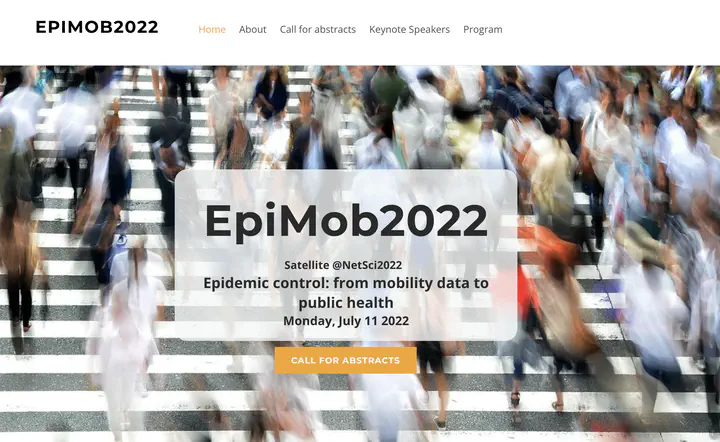 EPIMOB2022
Home About Call for abstracts Keynote Speakers Program
EpiMob2022
Satellite @NetSci2022
Epidemic control: from mobility data to
public health
Monday, July 11 2022
CALL FOR ABSTRACTS